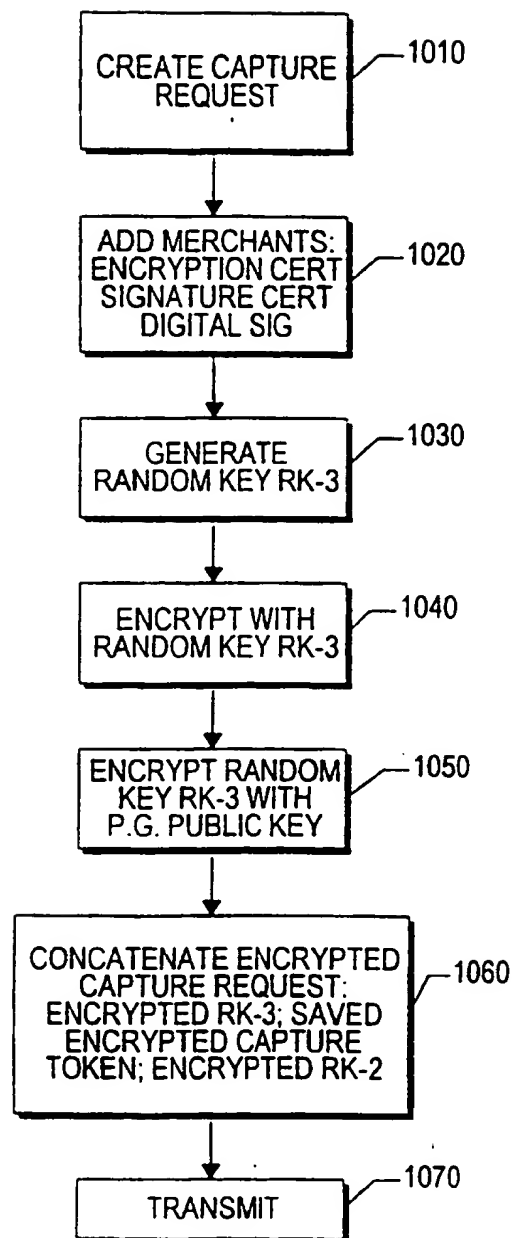 CREATE CAPTURE
REQUEST
1010
ADD MERCHANTS:
ENCRYPTION CERT
SIGNATURE CERT
DIGITAL SIG
1020
GENERATE
RANDOM KEY RK-3
1030
ENCRYPT WITH
RANDOM KEY RK-3
1040
ENCRYPT RANDOM
KEY RK-3 WITH
P.G. PUBLIC KEY
1050
CONCATENATE ENCRYPTED
CAPTURE REQUEST:
ENCRYPTED RK-3; SAVED
ENCRYPTED CAPTURE
TOKEN; ENCRYPTED RK-2
1060
TRANSMIT
1070